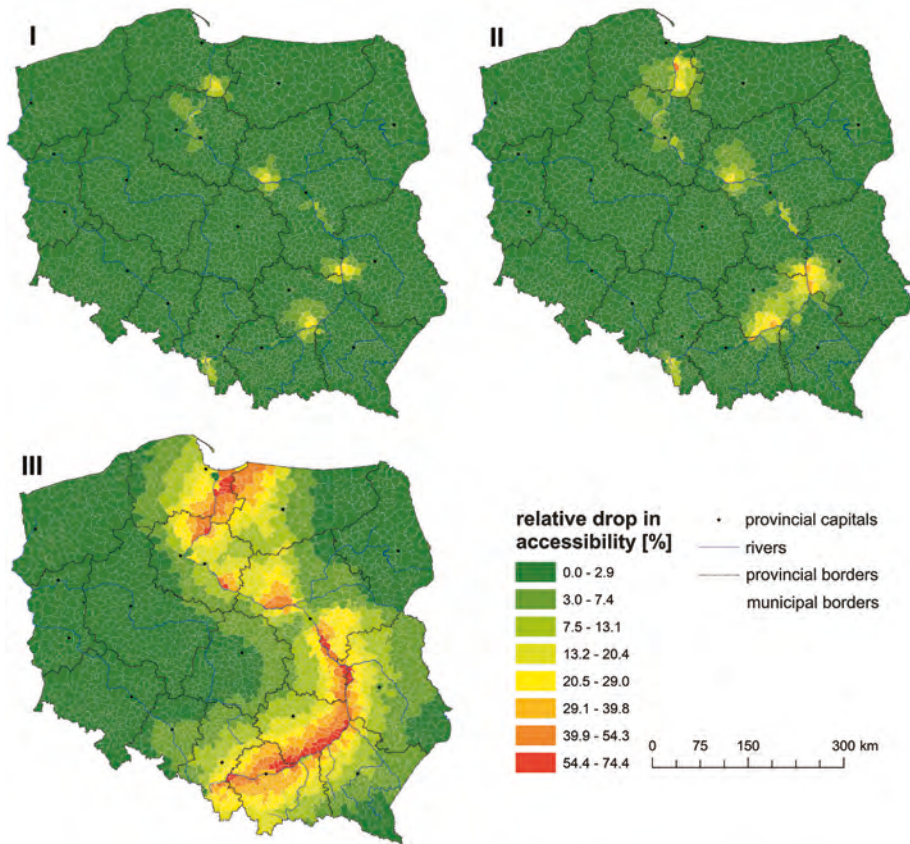 I
II
III
relative drop in
accessibility [%]
0.0 - 2.9
3.0 - 7.4
7.5 - 13.1
13.2 - 20.4
20.5 - 29.0
29.1 - 39.8
39.9 - 54.3
54.4 - 74.4
provincial capitals
rivers
provincial borders
municipal borders
0 75 150 300 km